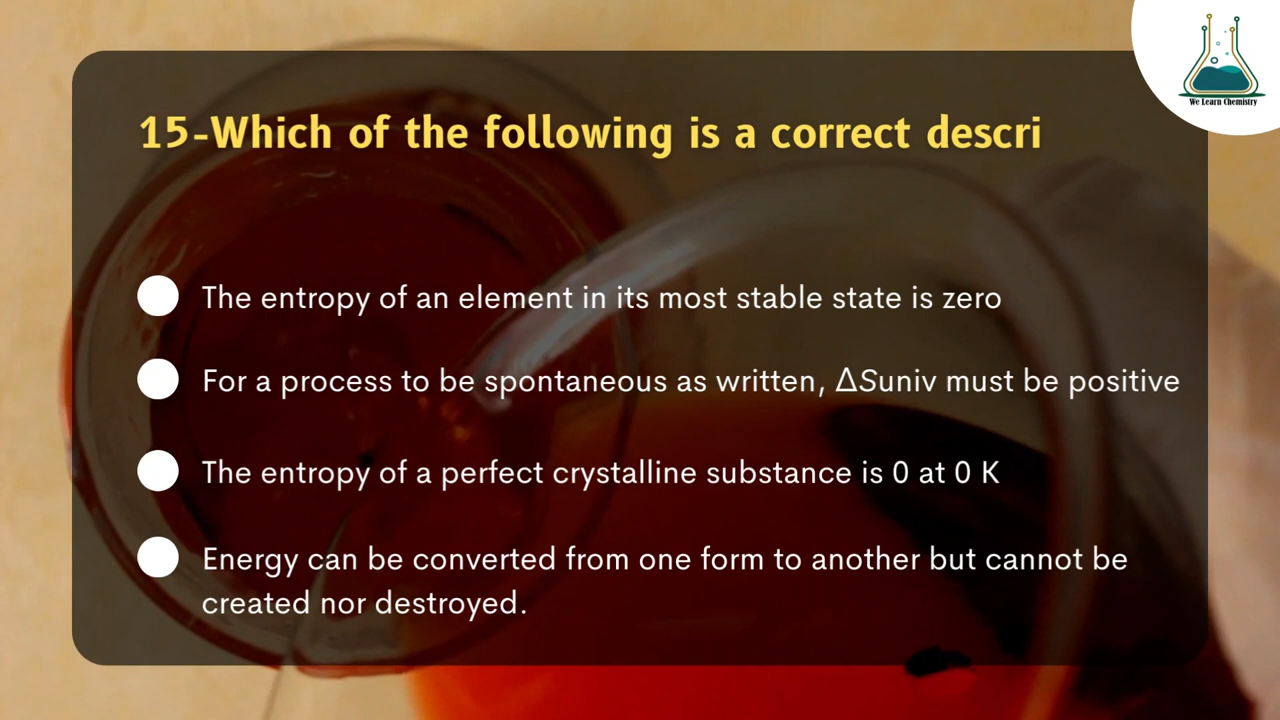 We Learn Chemistry
15-Which of the following is a correct descri
The entropy of an element in its most stable state is zero
For a process to be spontaneous as written, ΔSuniv must be positive
The entropy of a perfect crystalline substance is 0 at 0 K
Energy can be converted from one form to another but cannot be
created nor destroyed.